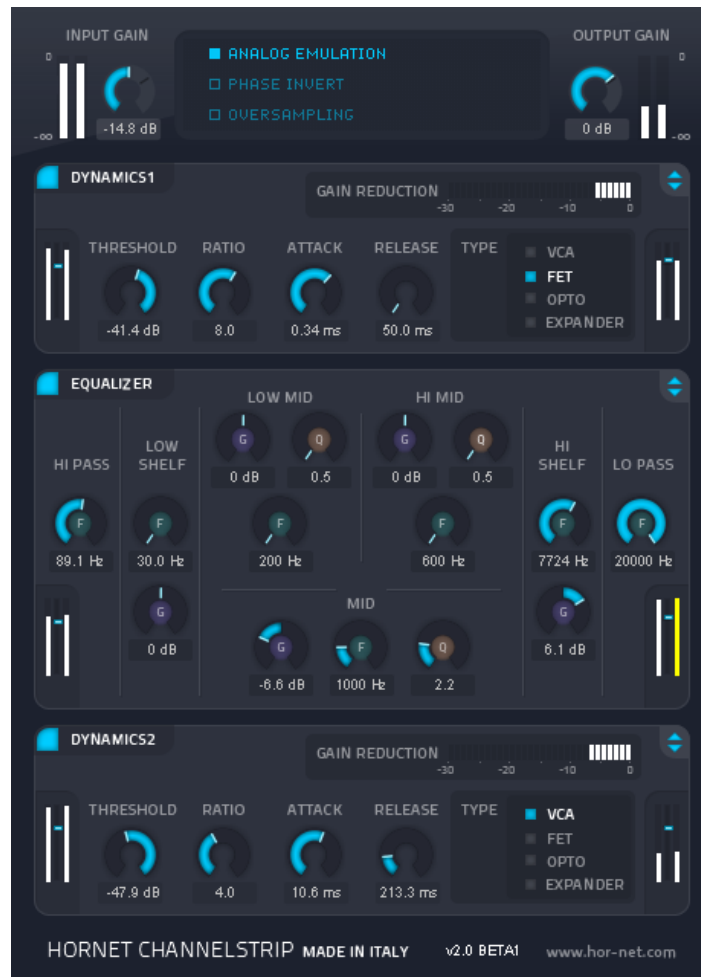 INPUT GAIN
OUTPUT GAIN
0
-∞
-14.8 dB
ANALOG EMULATION
PHASE INVERT
OVERSAMPLING
0
-∞
0 dB
DYNAMICS1
GAIN REDUCTION
-30 -20 -10 0
THRESHOLD RATIO ATTACK RELEASE TYPE
VCA
FET
OPTO
EXPANDER
-41.4 dB 8.0 0.34 ms 50.0 ms
EQUALIZER
LOW MID HI MID
HI PASS LOW SHELF HI SHELF LO PASS
G Q G Q
0 dB 0.5 0 dB 0.5
F F F F F F
89.1 Hz 30.0 Hz 200 Hz 600 Hz 7724 Hz 20000 Hz
G G
0 dB 6.1 dB
MID
G F Q
-6.6 dB 1000 Hz 2.2
DYNAMICS2
GAIN REDUCTION
-30 -20 -10 0
THRESHOLD RATIO ATTACK RELEASE TYPE
VCA
FET
OPTO
EXPANDER
-47.9 dB 4.0 10.6 ms 213.3 ms
HORNET CHANNELSTRIP MADE IN ITALY v2.0 BETA1 www.hor-net.com